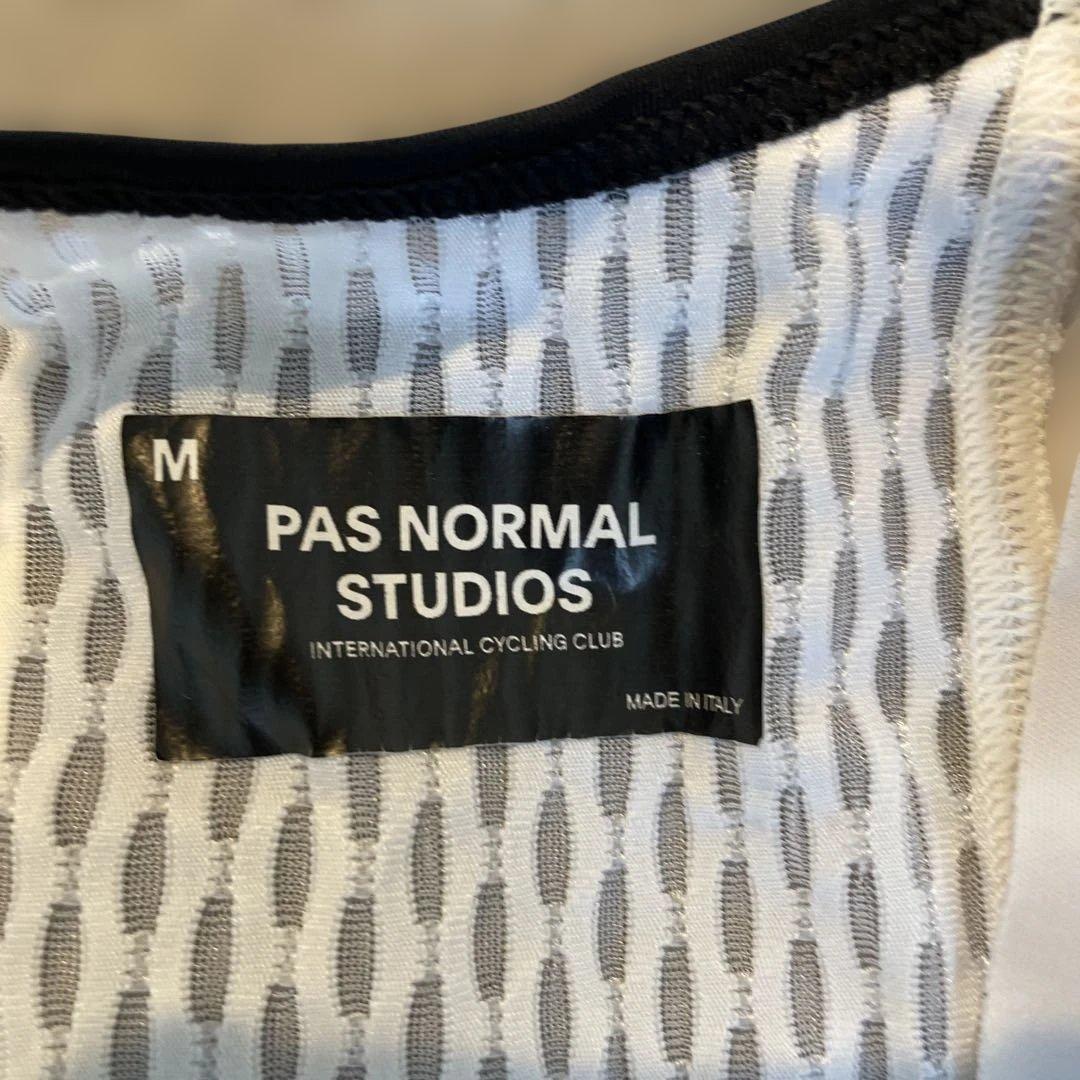 M
PAS NORMAL
STUDIOS
INTERNATIONAL CYCLING CLUB
MADE IN ITALY